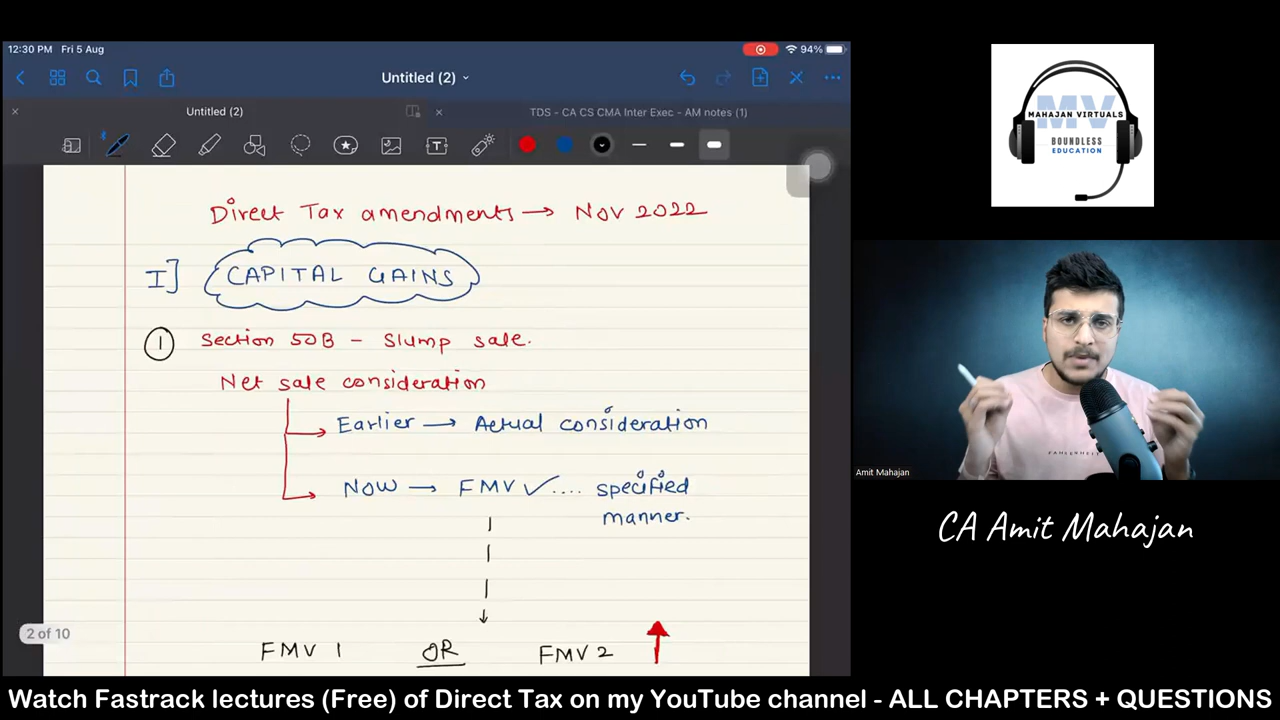 12:30 PM Fri 5 Aug
94%
Untitled (2)
Untitled (2)
TDS - CA CS CMA Inter Exec - AM notes (1)
Direct Tax amendments → NOV 2022
I] CAPITAL GAINS
1 Section 50B - Slump sale.
Net sale consideration
Earlier → Actual consideration
Now → FMV ✓.... specified
manner.
FMV 1 OR FMV 2 ↑
2 of 10
MV
MAHAJAN VIRTUALS
BOUNDLESS
EDUCATION
FAHRENHEIT
Amit Mahajan
CA Amit Mahajan
Watch Fastrack lectures (Free) of Direct Tax on my YouTube channel - ALL CHAPTERS + QUESTIONS